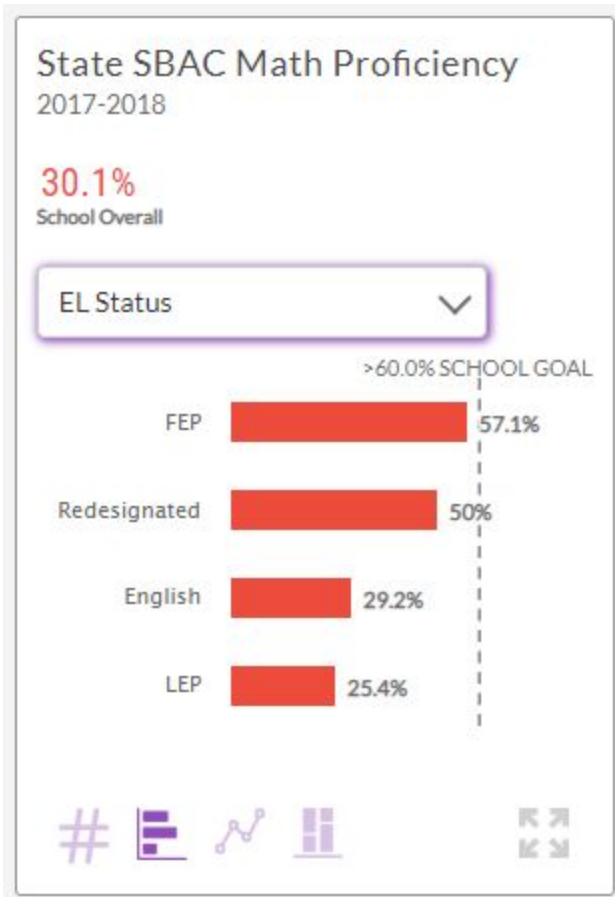 State SBAC Math Proficiency
2017-2018
30.1%
School Overall
EL Status
>60.0% SCHOOL GOAL
FEP 57.1%
Redesignated 50%
English 29.2%
LEP 25.4%